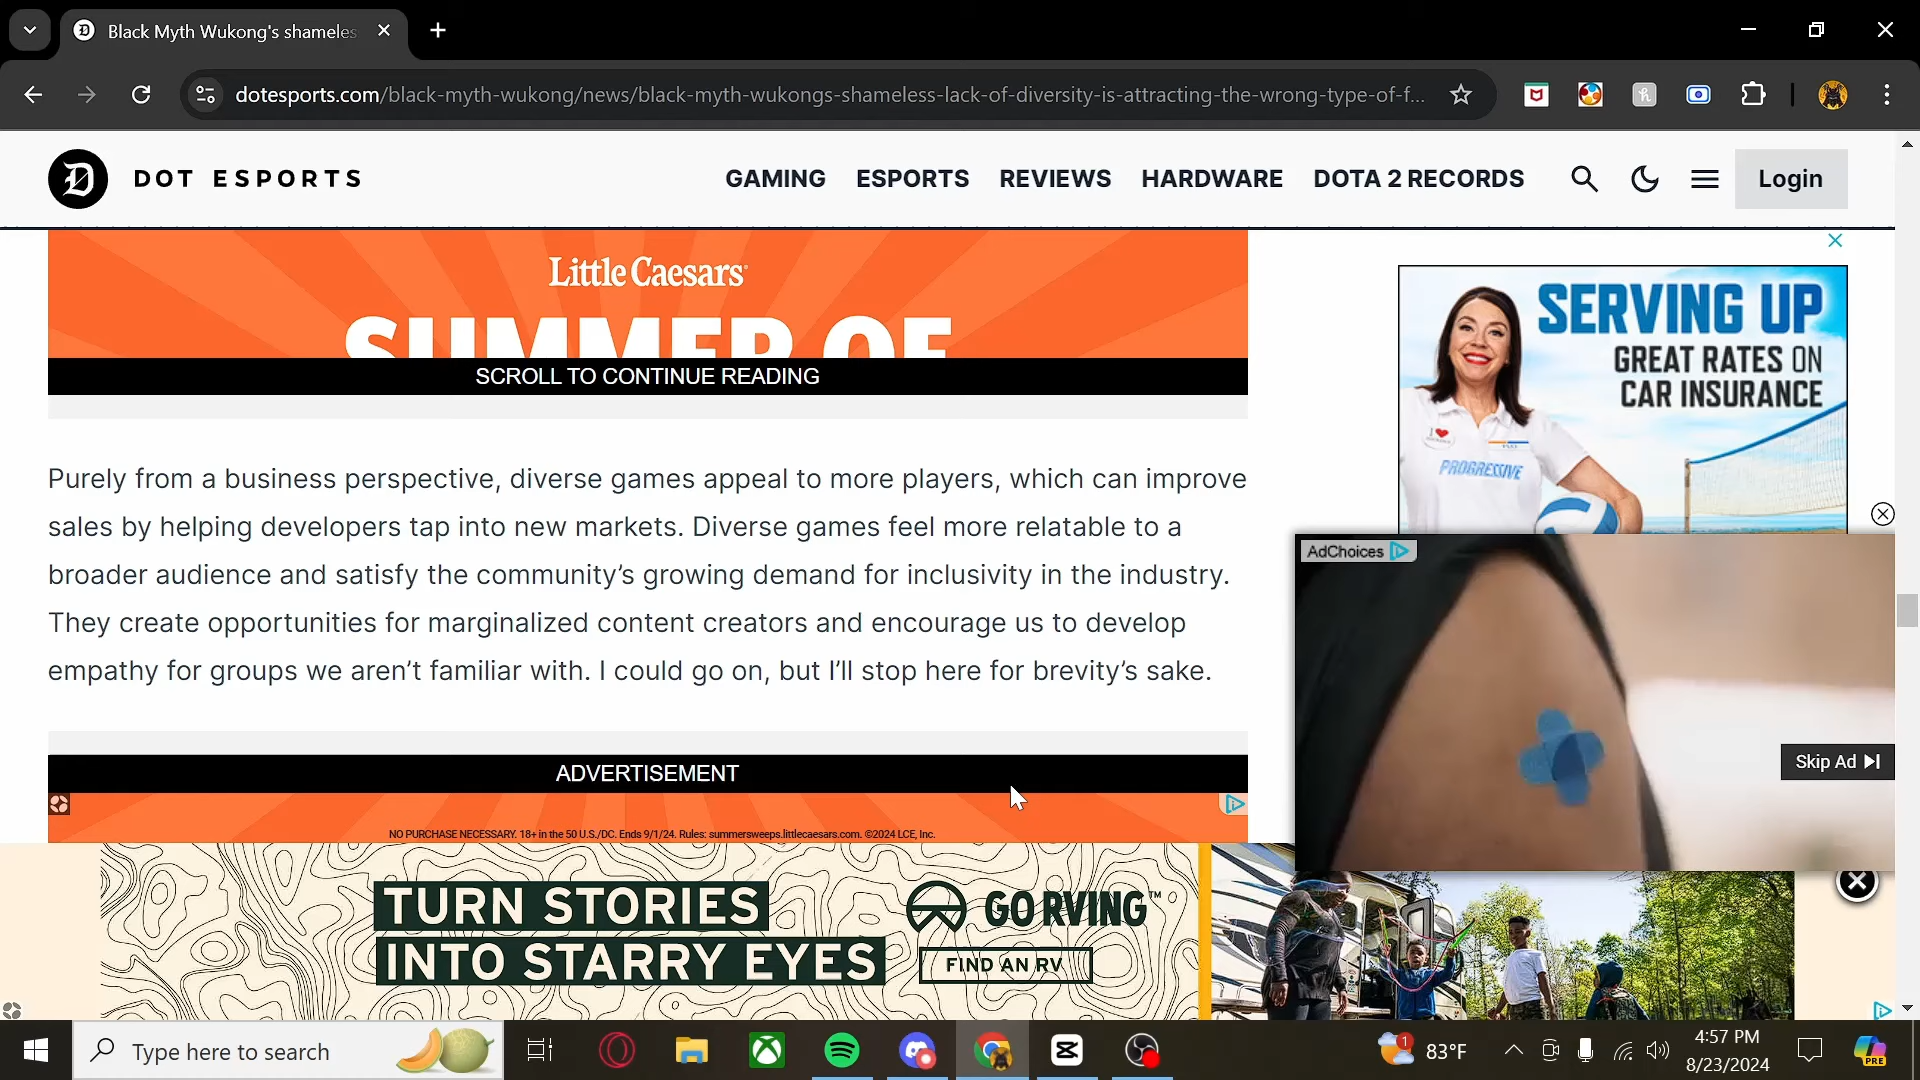 Black Myth Wukong's shameles
dotesports.com/black-myth-wukong/news/black-myth-wukongs-shameless-lack-of-diversity-is-attracting-the-wrong-type-of-f...
DOT ESPORTS
GAMING ESPORTS REVIEWS HARDWARE DOTA 2 RECORDS Login
Little Caesars
SUMMER OF
SCROLL TO CONTINUE READING
SERVING UP
GREAT RATES ON
CAR INSURANCE
I ❤
PROGRESSIVE
Purely from a business perspective, diverse games appeal to more players, which can improve
sales by helping developers tap into new markets. Diverse games feel more relatable to a
broader audience and satisfy the community's growing demand for inclusivity in the industry.
They create opportunities for marginalized content creators and encourage us to develop
empathy for groups we aren't familiar with. I could go on, but I'll stop here for brevity's sake.
AdChoices
Skip Ad
ADVERTISEMENT
NO PURCHASE NECESSARY. 18+ in the 50 U.S./DC. Ends 9/1/24. Rules: summersweeps.littlecaesars.com. ©2024 LCE, Inc.
TURN STORIES
INTO STARRY EYES
GO RVING™
FIND AN RV
Type here to search
1
83°F
4:57 PM
8/23/2024
PRE